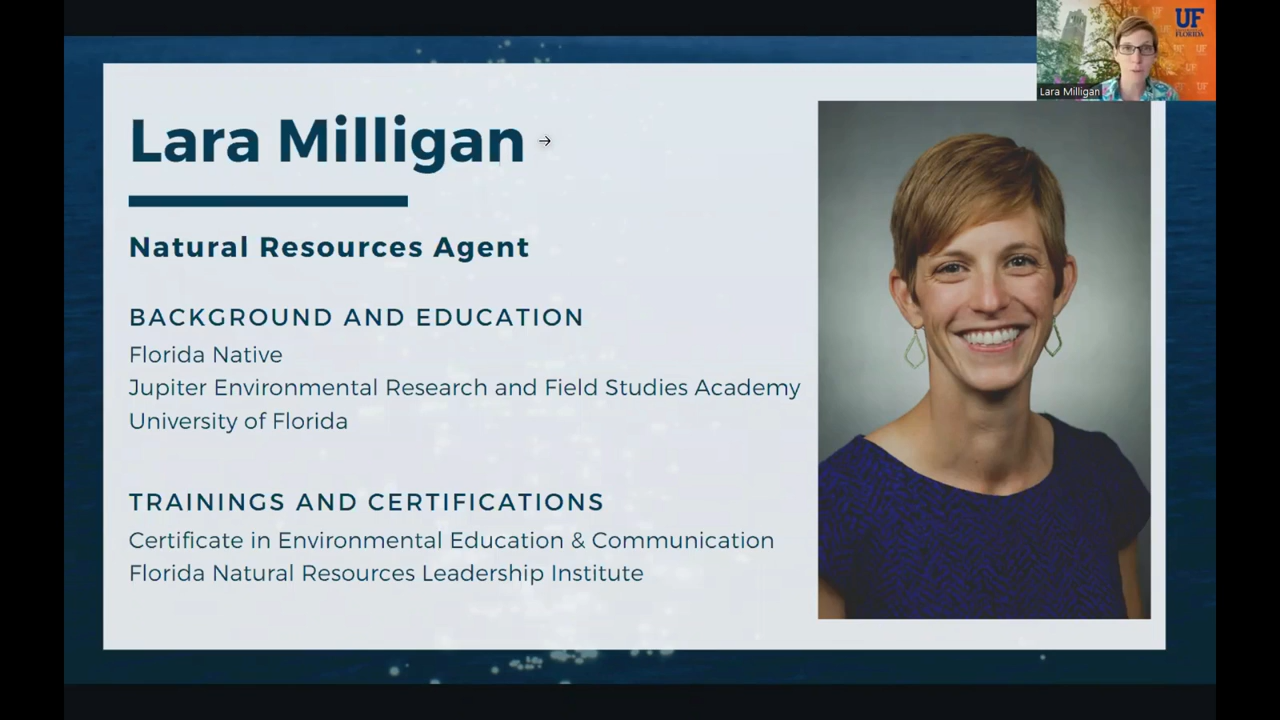 UF
FLORIDA
Lara Milligan
Lara Milligan
Natural Resources Agent
BACKGROUND AND EDUCATION
Florida Native
Jupiter Environmental Research and Field Studies Academy
University of Florida
TRAININGS AND CERTIFICATIONS
Certificate in Environmental Education & Communication
Florida Natural Resources Leadership Institute